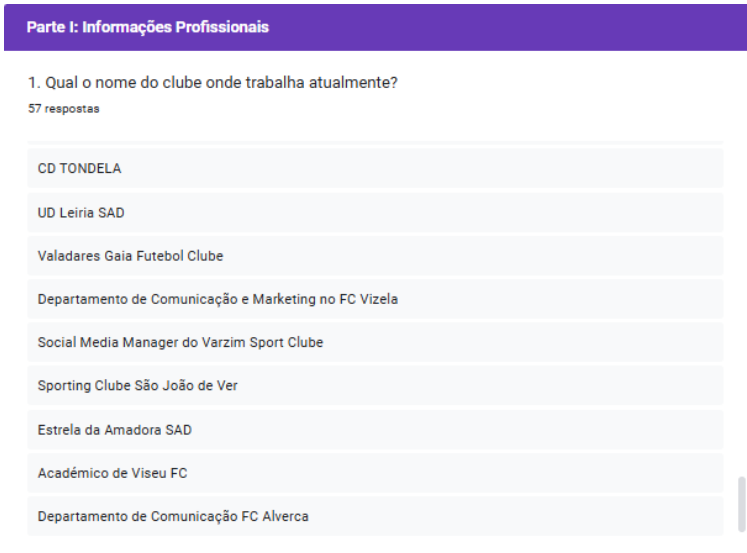 Parte I: Informações Profissionais
1. Qual o nome do clube onde trabalha atualmente?
57 respostas
CD TONDELA
UD Leiria SAD
Valadares Gaia Futebol Clube
Departamento de Comunicação e Marketing no FC Vizela
Social Media Manager do Varzim Sport Clube
Sporting Clube São João de Ver
Estrela da Amadora SAD
Académico de Viseu FC
Departamento de Comunicação FC Alverca